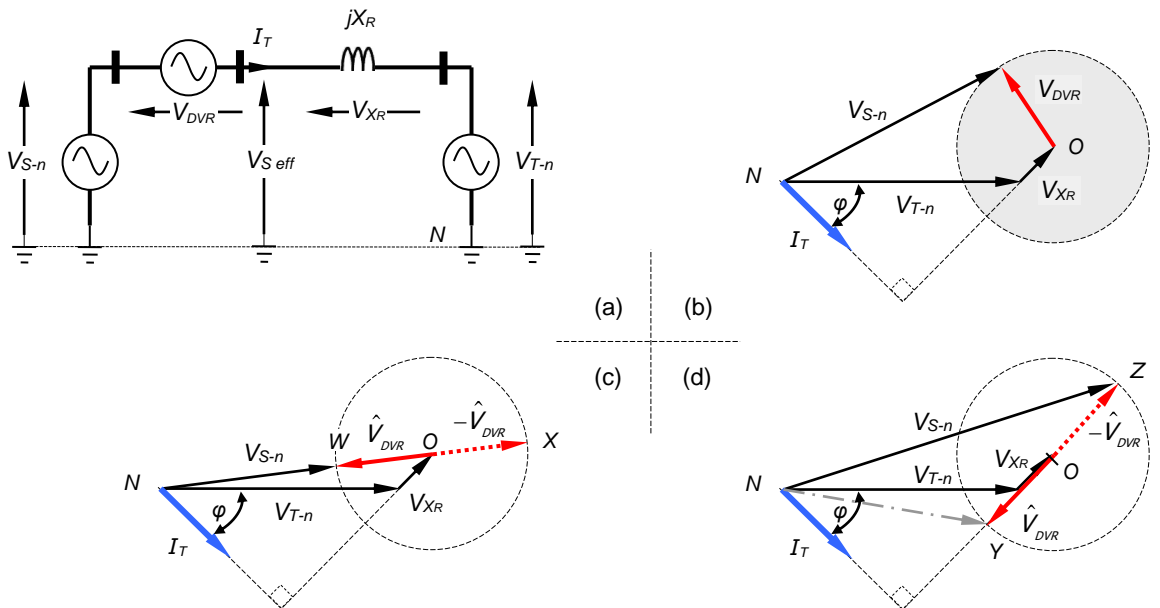 I_T
jX_R
V_DVR
V_XR
V_S-n
V_S eff
V_T-n
N
V_S-n
V_DVR
N
O
V_XR
V_T-n
φ
I_T
(a)
(b)
(c)
(d)
V_S-n
W
V̂_DVR
O
−V̂_DVR
X
N
V_T-n
V_XR
φ
I_T
Z
V_S-n
−V̂_DVR
V_XR
O
N
V_T-n
φ
V̂_DVR
Y
I_T